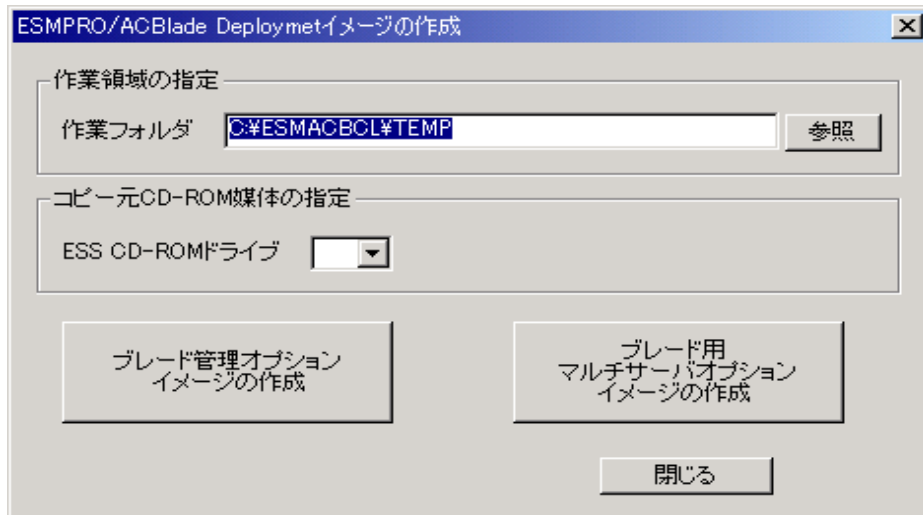 ESMPRO/ACBlade Deploymetイメージの作成
作業領域の指定
作業フォルダ C:¥ESMACBCL¥TEMP 参照
コピー元CD-ROM媒体の指定
ESS CD-ROMドライブ
ブレード管理オプション
イメージの作成
ブレード用
マルチサーバオプション
イメージの作成
閉じる